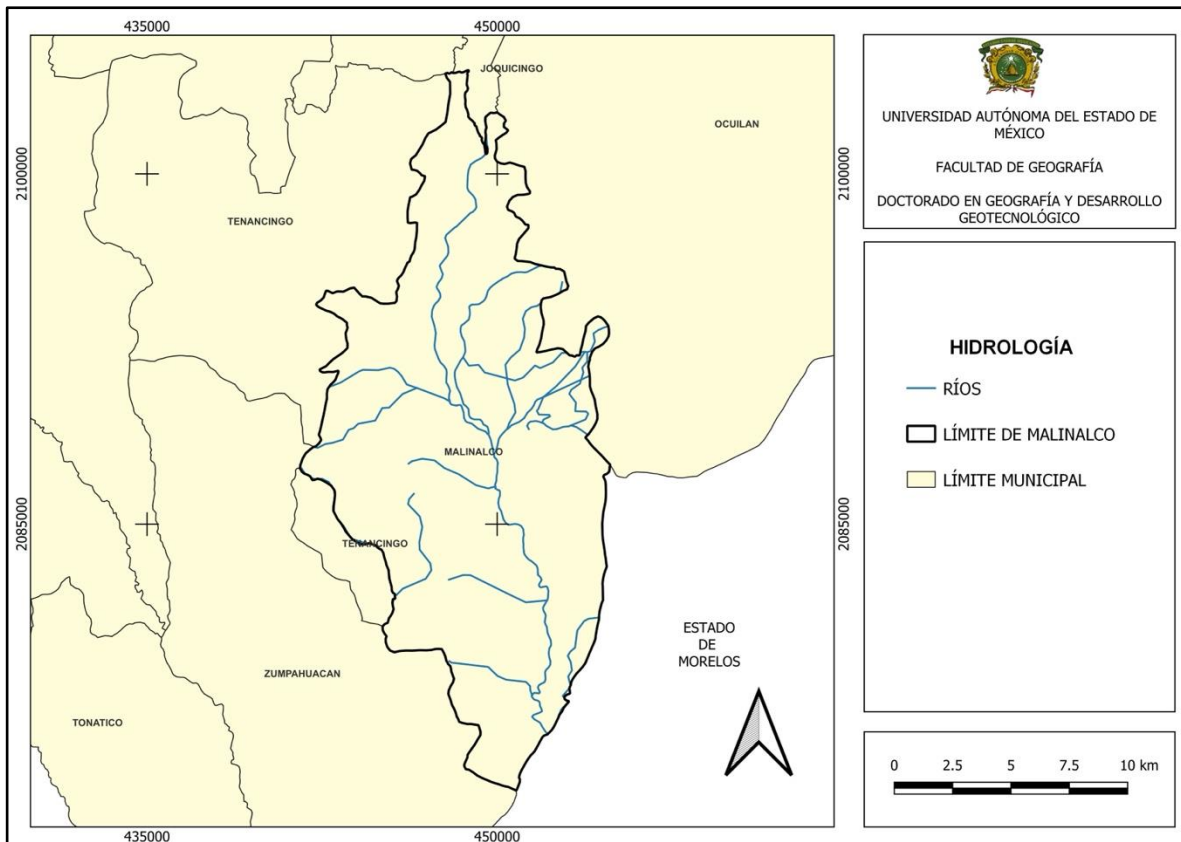 435000
450000
JOQUICINGO
OCUILAN
2100000
2100000
TENANCINGO
MALINALCO
2085000
2085000
TENANCINGO
ESTADO
DE
MORELOS
ZUMPAHUACAN
TONATICO
435000
450000
UNIVERSIDAD AUTÓNOMA DEL ESTADO DE
MÉXICO
FACULTAD DE GEOGRAFÍA
DOCTORADO EN GEOGRAFÍA Y DESARROLLO
GEOTECNOLÓGICO
HIDROLOGÍA
RÍOS
LÍMITE DE MALINALCO
LÍMITE MUNICIPAL
0 2.5 5 7.5 10 km